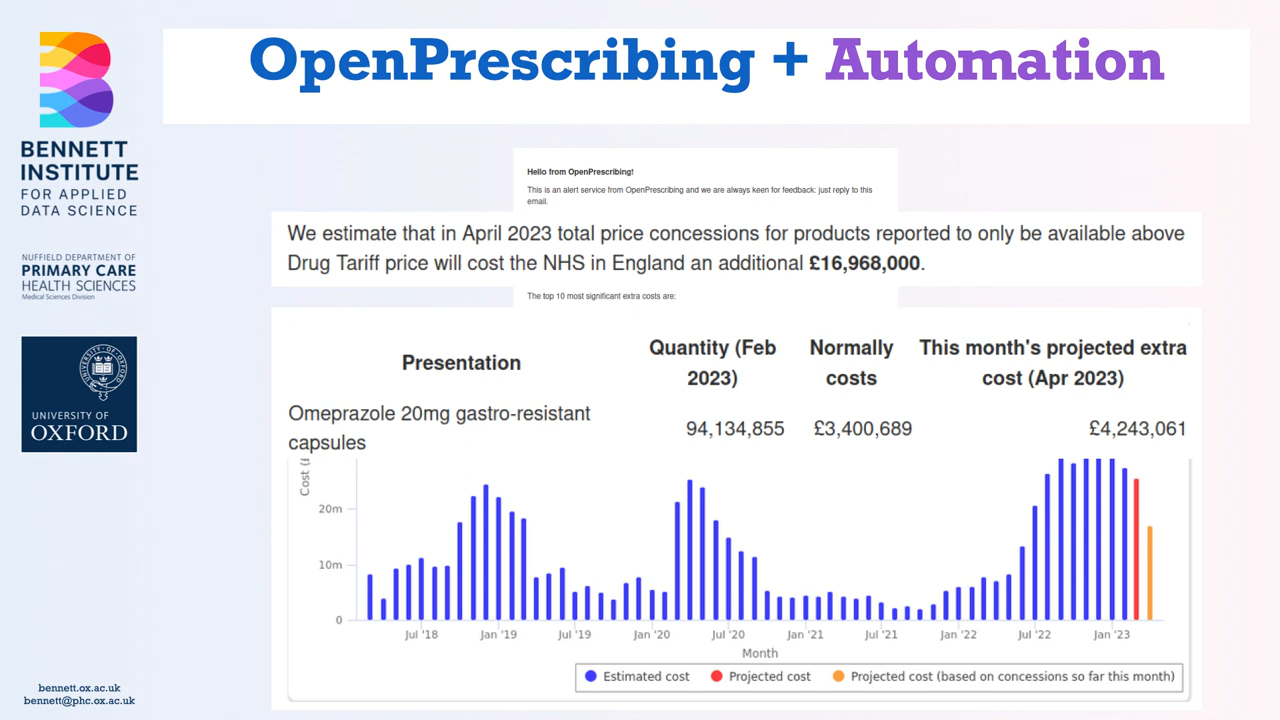 OpenPrescribing + Automation
BENNETT
INSTITUTE
FOR APPLIED
DATA SCIENCE
NUFFIELD DEPARTMENT OF
PRIMARY CARE
HEALTH SCIENCES
Medical Sciences Division
UNIVERSITY OF
OXFORD
bennett.ox.ac.uk
bennett@phc.ox.ac.uk
Hello from OpenPrescribing!
This is an alert service from OpenPrescribing and we are always keen for feedback: just reply to this
email.
We estimate that in April 2023 total price concessions for products reported to only be available above
Drug Tariff price will cost the NHS in England an additional £16,968,000.
The top 10 most significant extra costs are:
Presentation
Quantity (Feb
2023)
Normally
costs
This month's projected extra
cost (Apr 2023)
Omeprazole 20mg gastro-resistant
capsules
94,134,855
£3,400,689
£4,243,061
Cost
20m
10m
0
Jul '18
Jan '19
Jul '19
Jan '20
Jul '20
Jan '21
Jul '21
Jan '22
Jul '22
Jan '23
Month
Estimated cost
Projected cost
Projected cost (based on concessions so far this month)